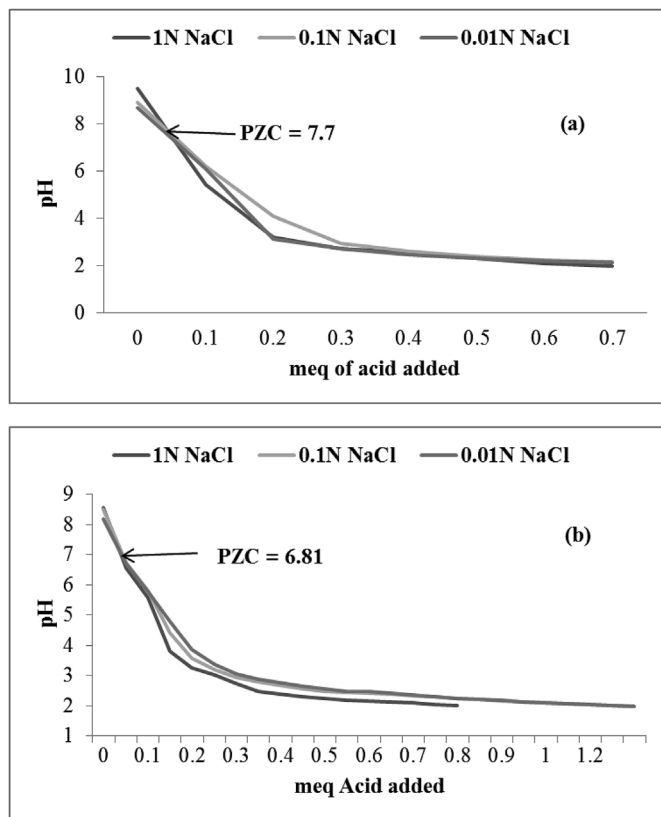 1N NaCl 0.1N NaCl 0.01N NaCl
10
8
6
4
2
0
pH
PZC = 7.7
(a)
0 0.1 0.2 0.3 0.4 0.5 0.6 0.7
meq of acid added
1N NaCl 0.1N NaCl 0.01N NaCl
9
8
7
6
5
4
3
2
1
pH
PZC = 6.81
(b)
0 0.1 0.2 0.3 0.4 0.5 0.6 0.7 0.8 0.9 1 1.2
meq Acid added